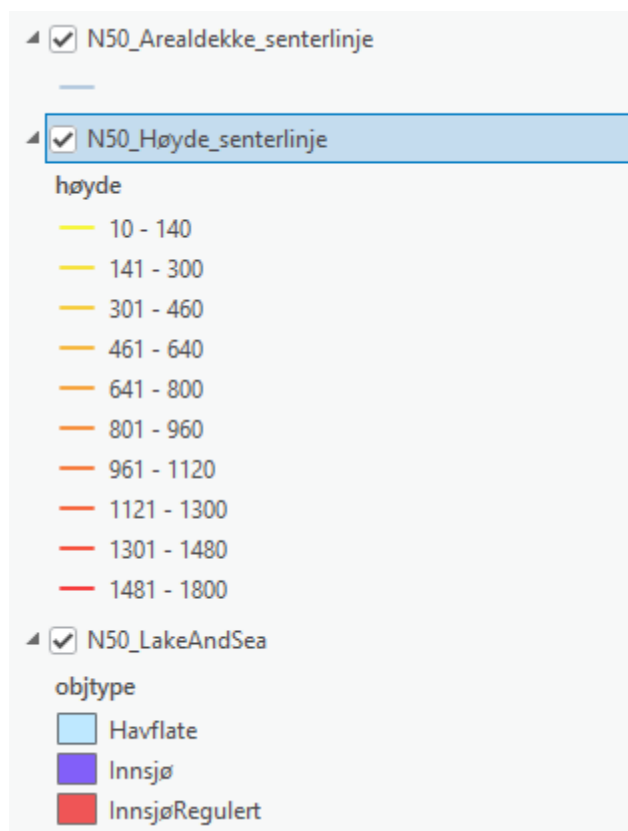 N50_Arealdekke_senterlinje
N50_Høyde_senterlinje
høyde
10 - 140
141 - 300
301 - 460
461 - 640
641 - 800
801 - 960
961 - 1120
1121 - 1300
1301 - 1480
1481 - 1800
N50_LakeAndSea
objtype
Havflate
Innsjø
InnsjøRegulert